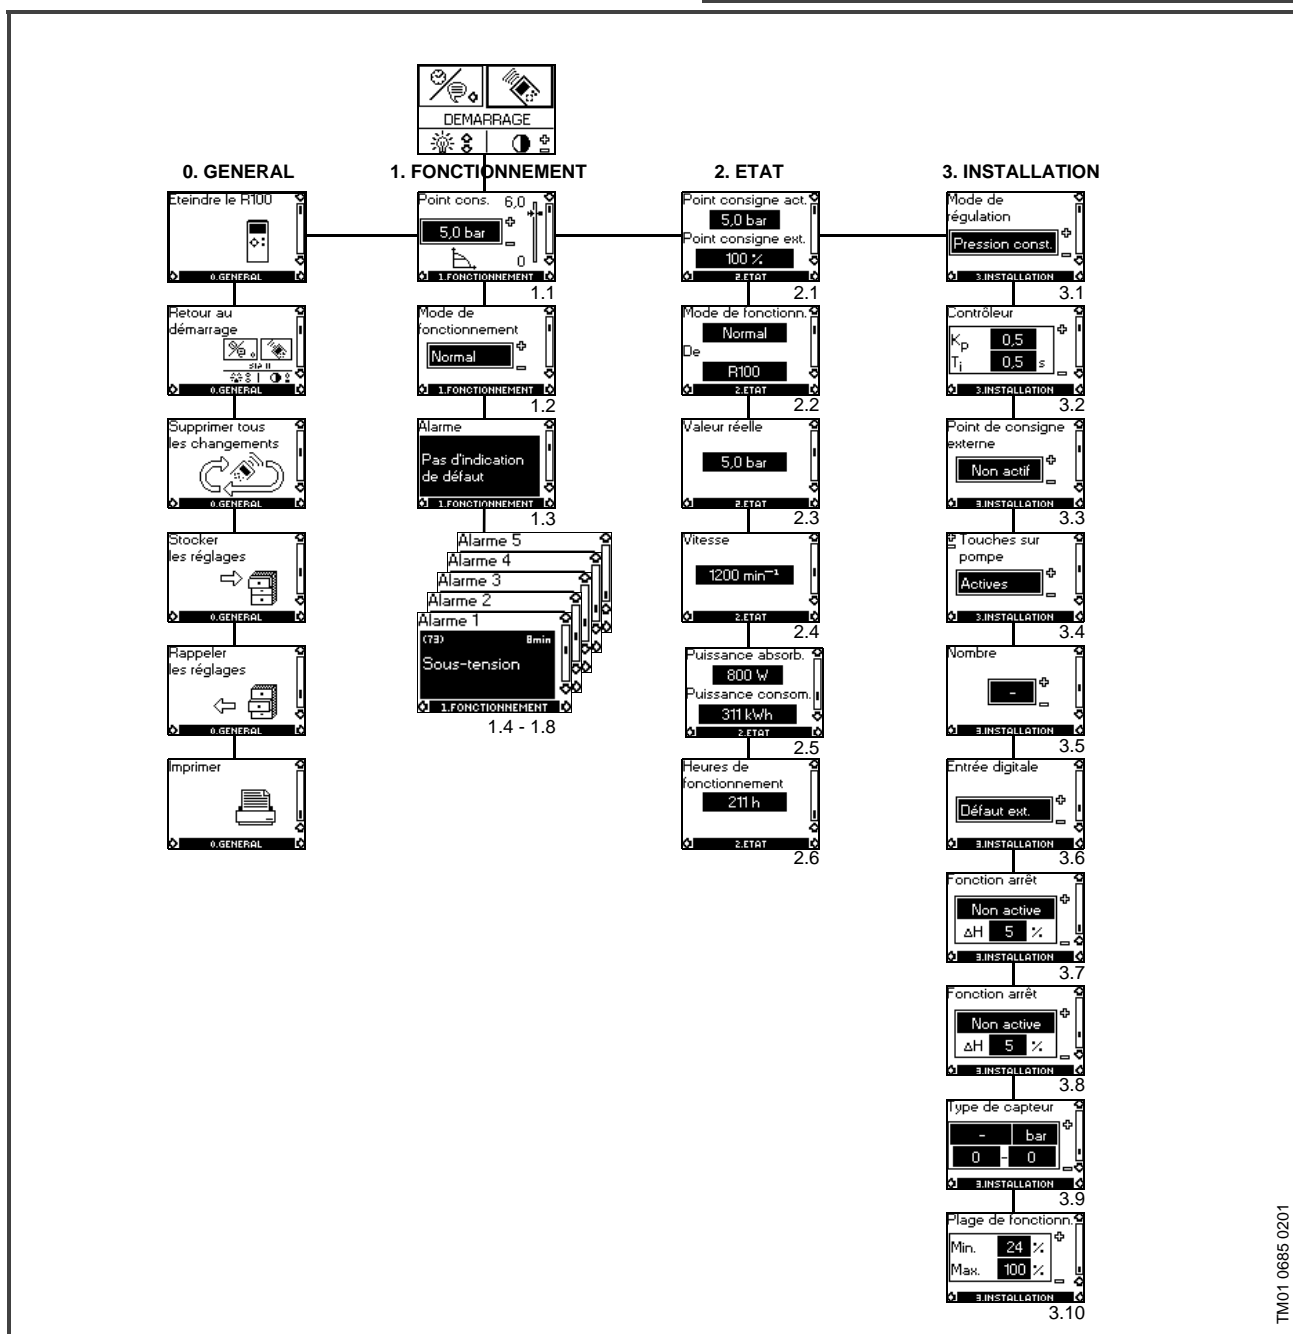 DEMARRAGE
0. GENERAL
1. FONCTIONNEMENT
2. ETAT
3. INSTALLATION
Eteindre le R100
0.GENERAL
Retour au
démarrage
START
0.GENERAL
Supprimer tous
les changements
0.GENERAL
Stocker
les réglages
0.GENERAL
Rappeler
les réglages
0.GENERAL
Imprimer
0.GENERAL
Point cons.
6,0
5,0 bar
0
1.FONCTIONNEMENT
1.1
Mode de
fonctionnement
Normal
1.FONCTIONNEMENT
1.2
Alarme
Pas d'indication
de défaut
1.FONCTIONNEMENT
1.3
Alarme 5
Alarme 4
Alarme 3
Alarme 2
Alarme 1
(73) 8min
Sous-tension
1.FONCTIONNEMENT
1.4 - 1.8
Point consigne act.
5,0 bar
Point consigne ext.
100 %
2.ETAT
2.1
Mode de fonctionn.
Normal
De
R100
2.ETAT
2.2
Valeur réelle
5,0 bar
2.ETAT
2.3
Vitesse
1200 min⁻¹
2.ETAT
2.4
Puissance absorb.
800 W
Puissance consom.
311 kWh
2.ETAT
2.5
Heures de
fonctionnement
211 h
2.ETAT
2.6
Mode de
régulation
Pression const.
3.INSTALLATION
3.1
Contrôleur
Kp 0,5
Ti 0,5 s
3.INSTALLATION
3.2
Point de consigne
externe
Non actif
3.INSTALLATION
3.3
Touches sur
pompe
Actives
3.INSTALLATION
3.4
Nombre
-
3.INSTALLATION
3.5
Entrée digitale
Défaut ext.
3.INSTALLATION
3.6
Fonction arrêt
Non active
ΔH 5 %
3.INSTALLATION
3.7
Fonction arrêt
Non active
ΔH 5 %
3.INSTALLATION
3.8
Type de capteur
- bar
0 - 0
3.INSTALLATION
3.9
Plage de fonctionn.
Min. 24 %
Max. 100 %
3.INSTALLATION
3.10
TM01 0685 0201